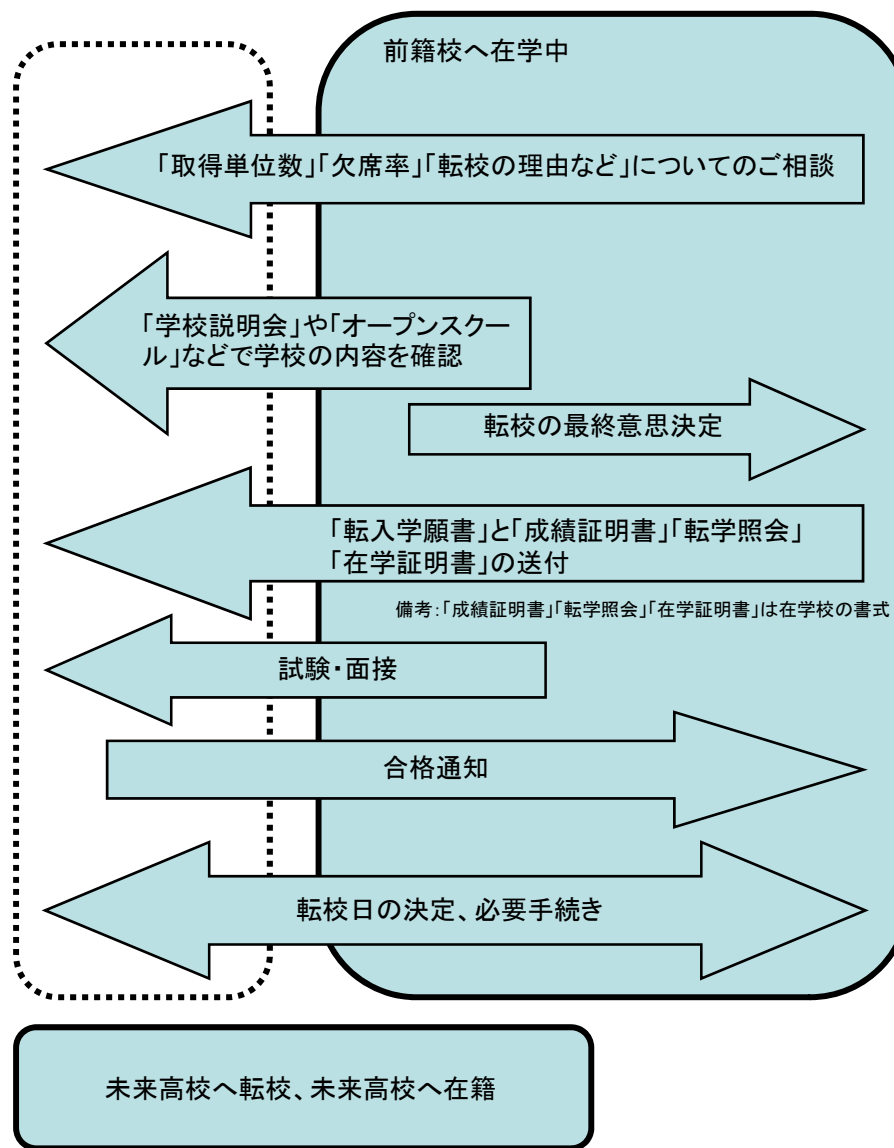 前籍校へ在学中
「取得単位数」「欠席率」「転校の理由など」についてのご相談
「学校説明会」や「オープンスクー
ル」などで学校の内容を確認
転校の最終意思決定
「転入学願書」と「成績証明書」「転学照会」
「在学証明書」の送付
備考：「成績証明書」「転学照会」「在学証明書」は在学校の書式
試験・面接
合格通知
転校日の決定、必要手続き
未来高校へ転校、未来高校へ在籍